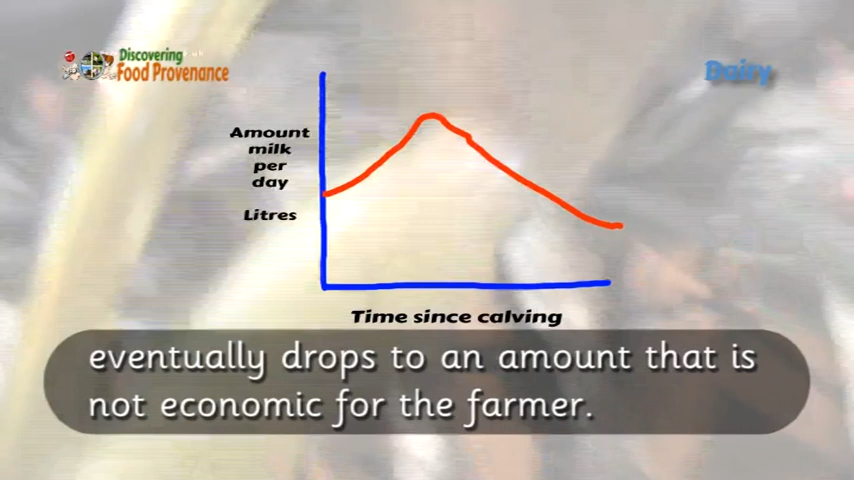 Discovering
Food Provenance
Dairy
Amount
milk
per
day
Litres
Time since calving
eventually drops to an amount that is
not economic for the farmer.